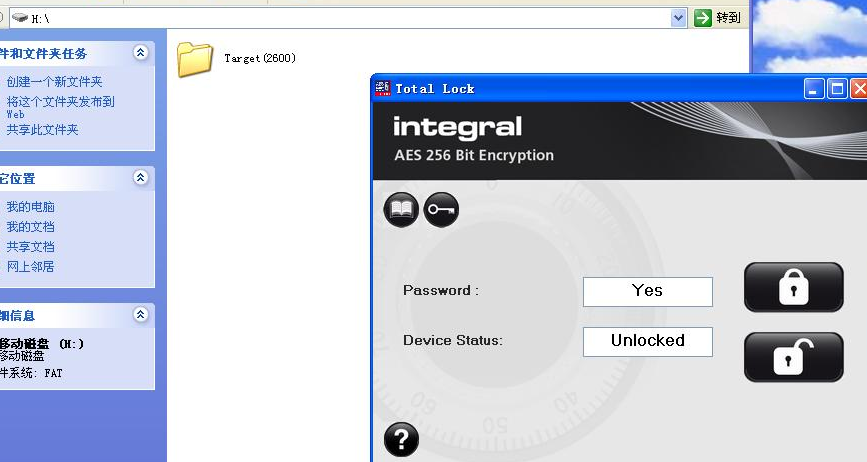 H:\
转到
件和文件夹任务
创建一个新文件夹
将这个文件夹发布到
Web
共享此文件夹
它位置
我的电脑
我的文档
共享文档
网上邻居
细信息
移动磁盘 (H:)
移动磁盘
件系统: FAT
Target(2600)
Total Lock
integral
AES 256 Bit Encryption
Password :
Yes
Device Status:
Unlocked
?
0
60
50
40